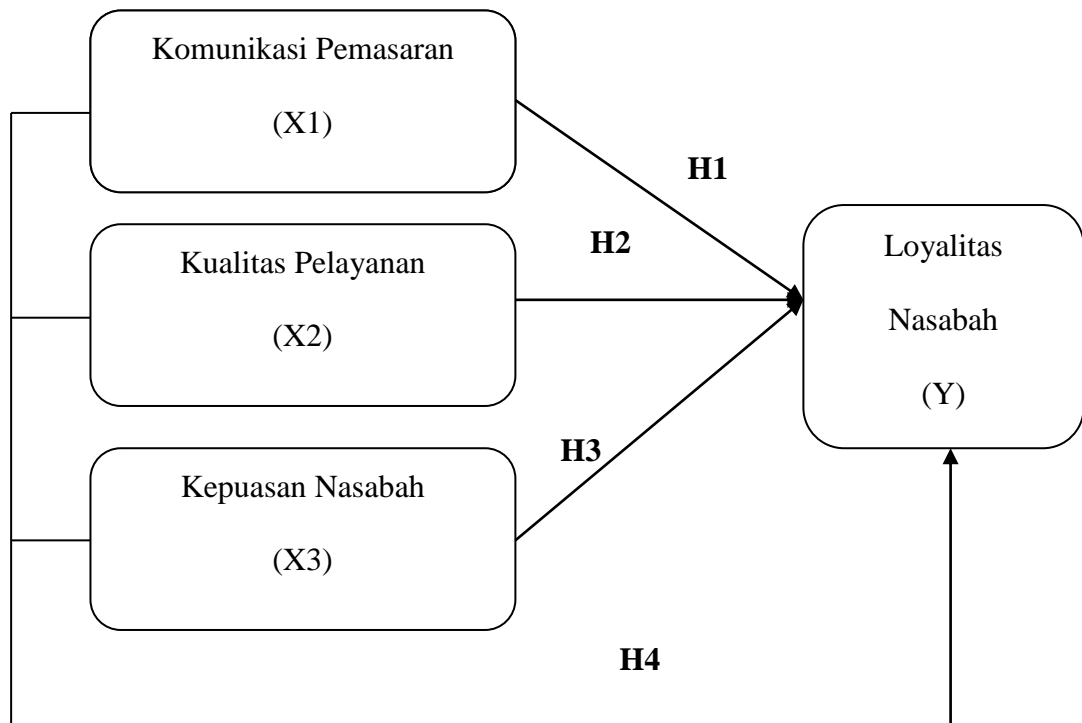 Komunikasi Pemasaran
(X1)
H1
Kualitas Pelayanan
(X2)
H2
Loyalitas
Nasabah
(Y)
Kepuasan Nasabah
(X3)
H3
H4